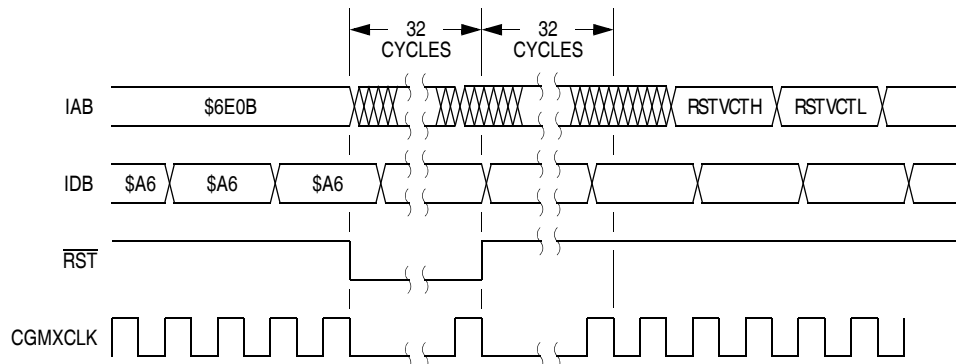 32
CYCLES
32
CYCLES
IAB
$6E0B
RSTVCTH
RSTVCTL
IDB
$A6
$A6
$A6
RST
CGMXCLK